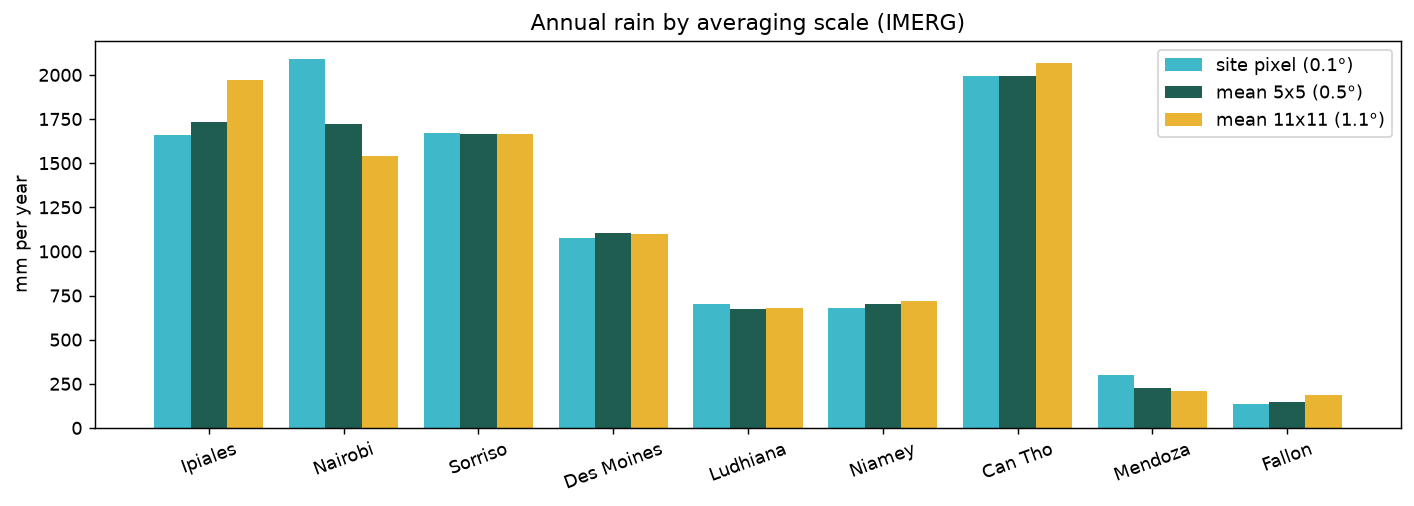 Annual rain by averaging scale (IMERG)
site pixel (0.1°)
mean 5x5 (0.5°)
mean 11x11 (1.1°)
mm per year
2000
1750
1500
1250
1000
750
500
250
0
Ipiales
Nairobi
Sorriso
Des Moines
Ludhiana
Niamey
Can Tho
Mendoza
Fallon